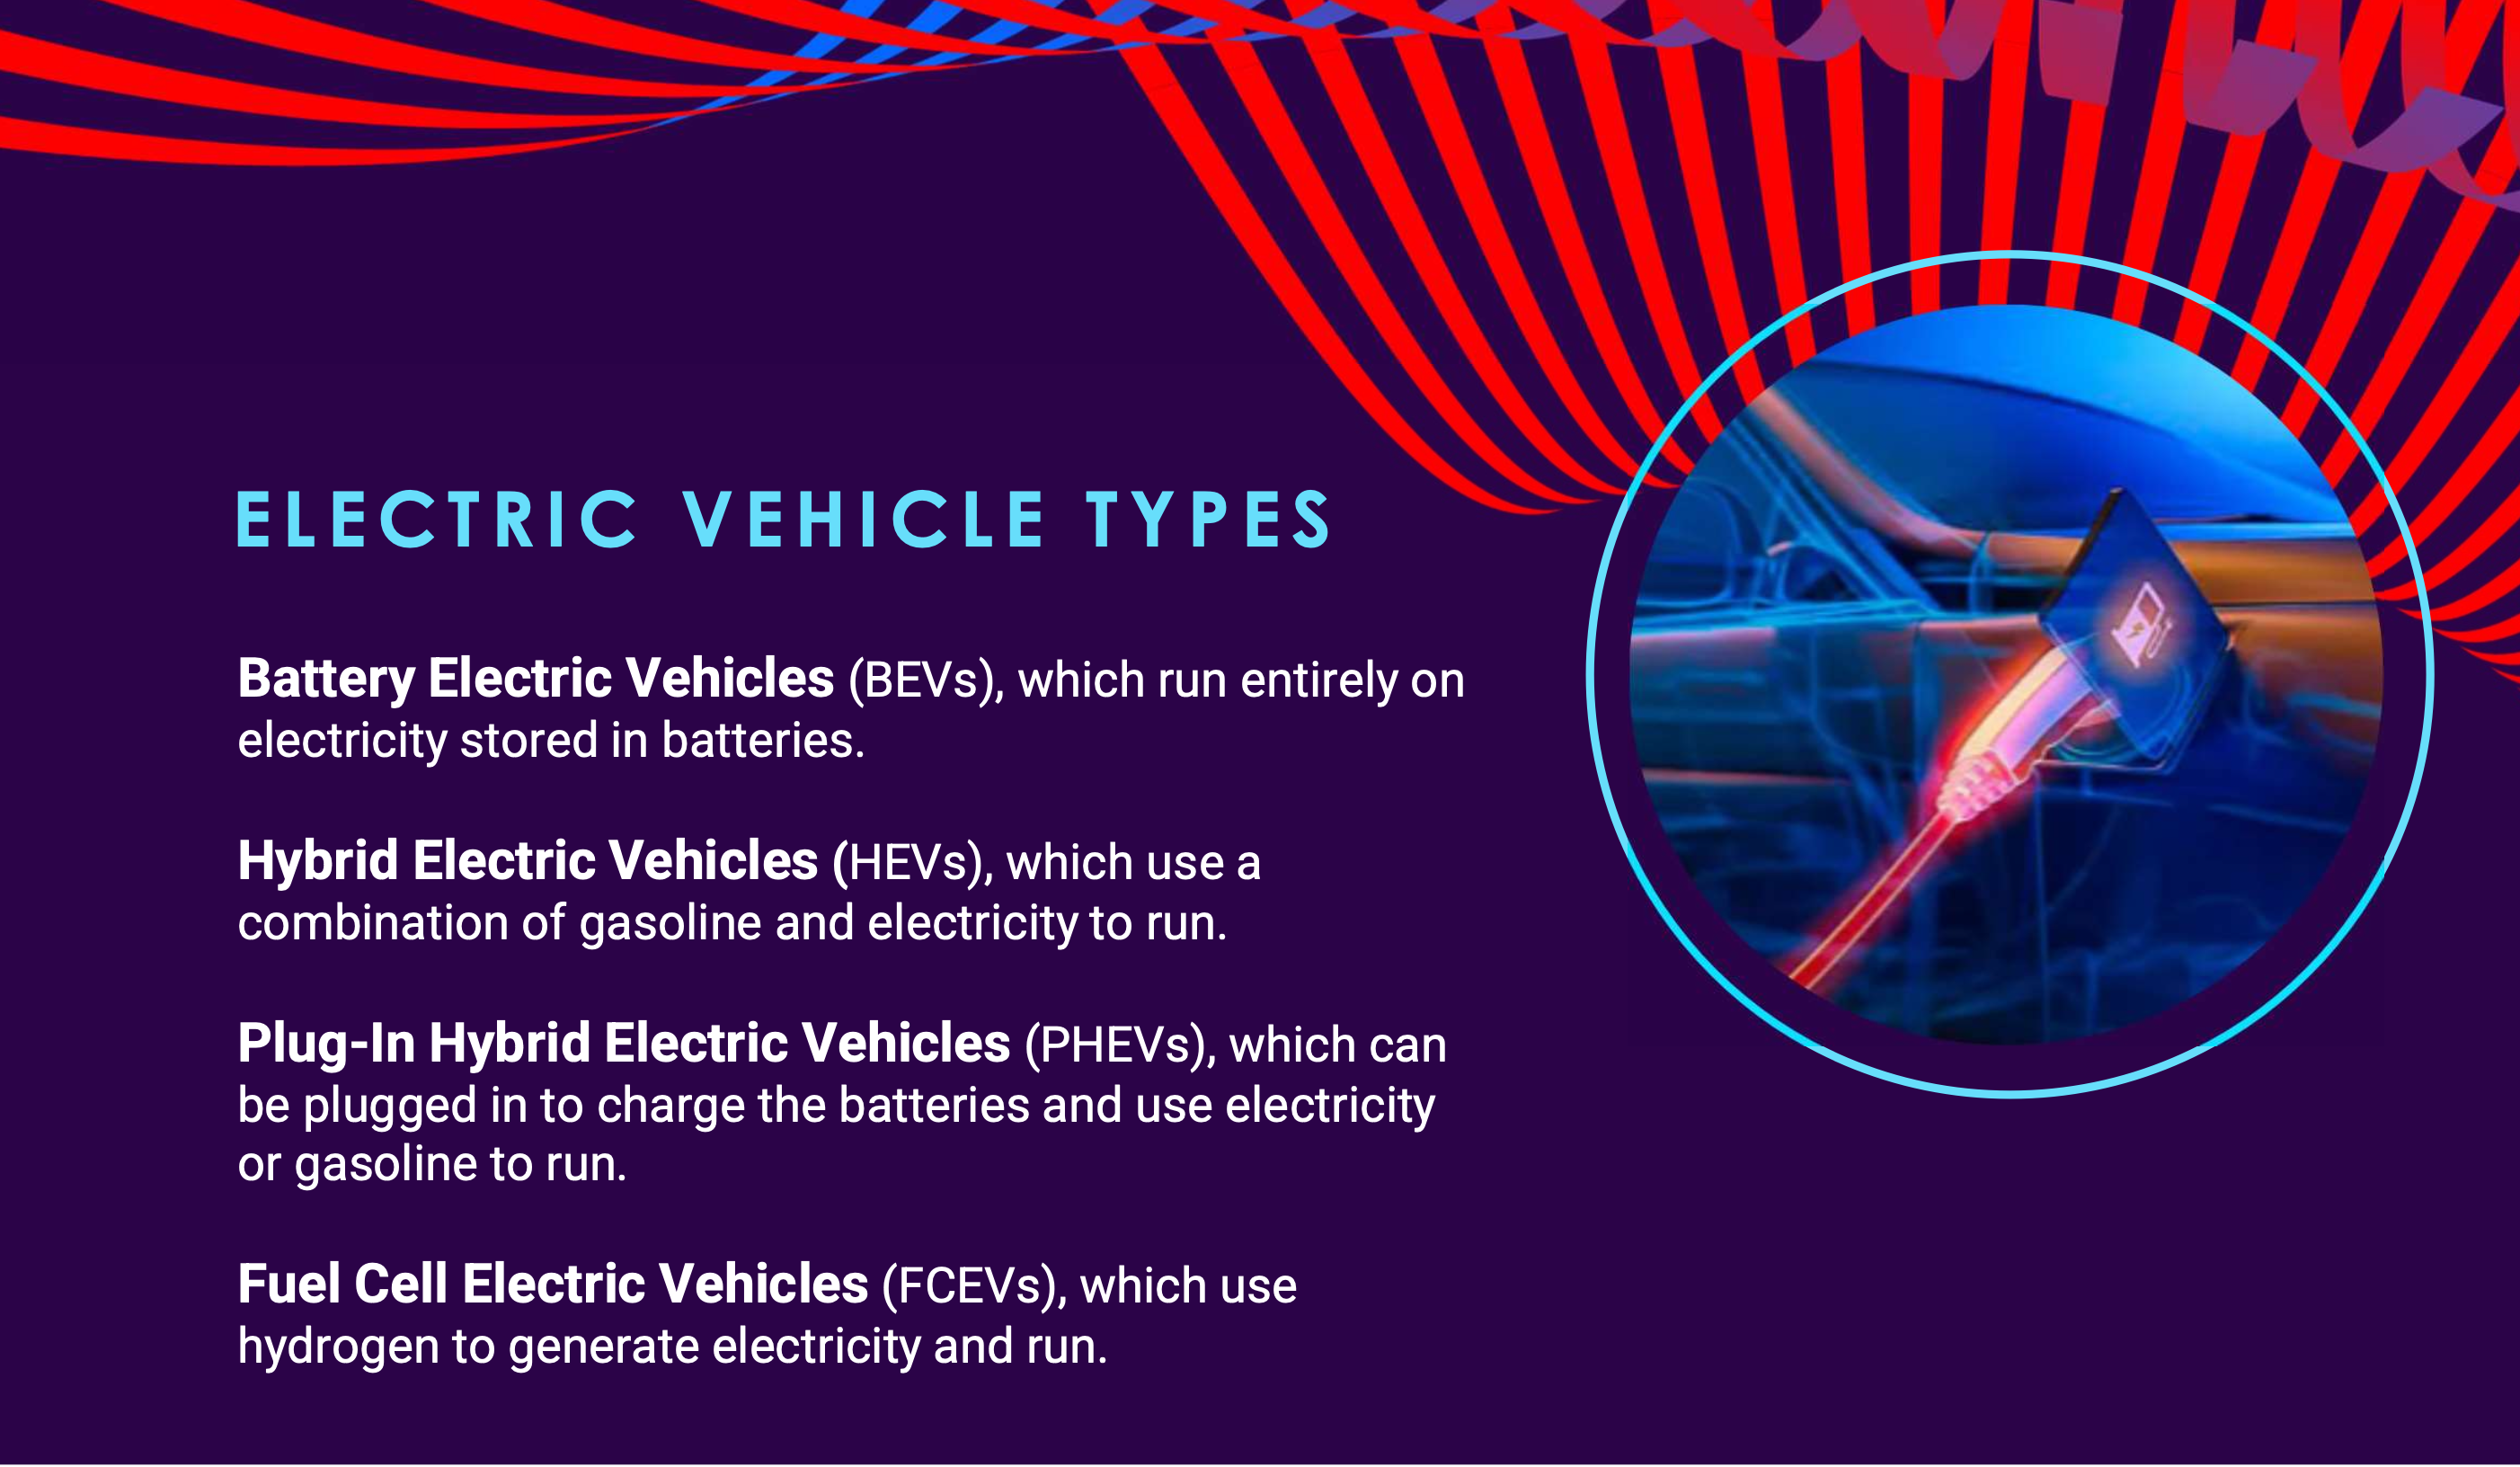 ELECTRIC VEHICLE TYPES
Battery Electric Vehicles (BEVs), which run entirely on
electricity stored in batteries.
Hybrid Electric Vehicles (HEVs), which use a
combination of gasoline and electricity to run.
Plug-In Hybrid Electric Vehicles (PHEVs), which can
be plugged in to charge the batteries and use electricity
or gasoline to run.
Fuel Cell Electric Vehicles (FCEVs), which use
hydrogen to generate electricity and run.